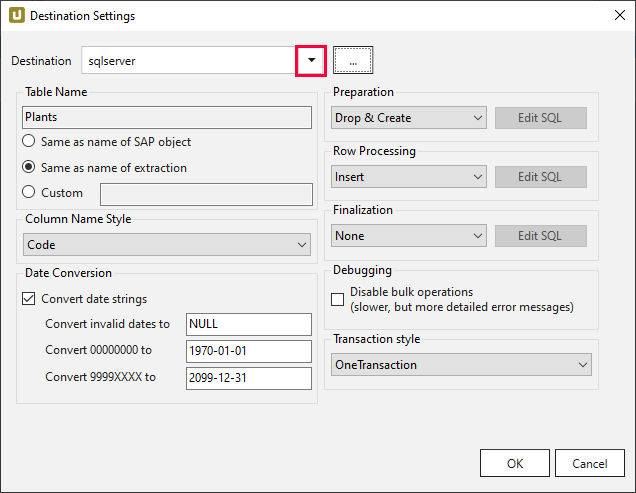 Destination Settings
Destination
sqlserver
...
Table Name
Plants
Same as name of SAP object
Same as name of extraction
Custom
Column Name Style
Code
Date Conversion
Convert date strings
Convert invalid dates to
NULL
Convert 00000000 to
1970-01-01
Convert 9999XXXX to
2099-12-31
Preparation
Drop & Create
Edit SQL
Row Processing
Insert
Edit SQL
Finalization
None
Edit SQL
Debugging
Disable bulk operations
(slower, but more detailed error messages)
Transaction style
OneTransaction
OK
Cancel